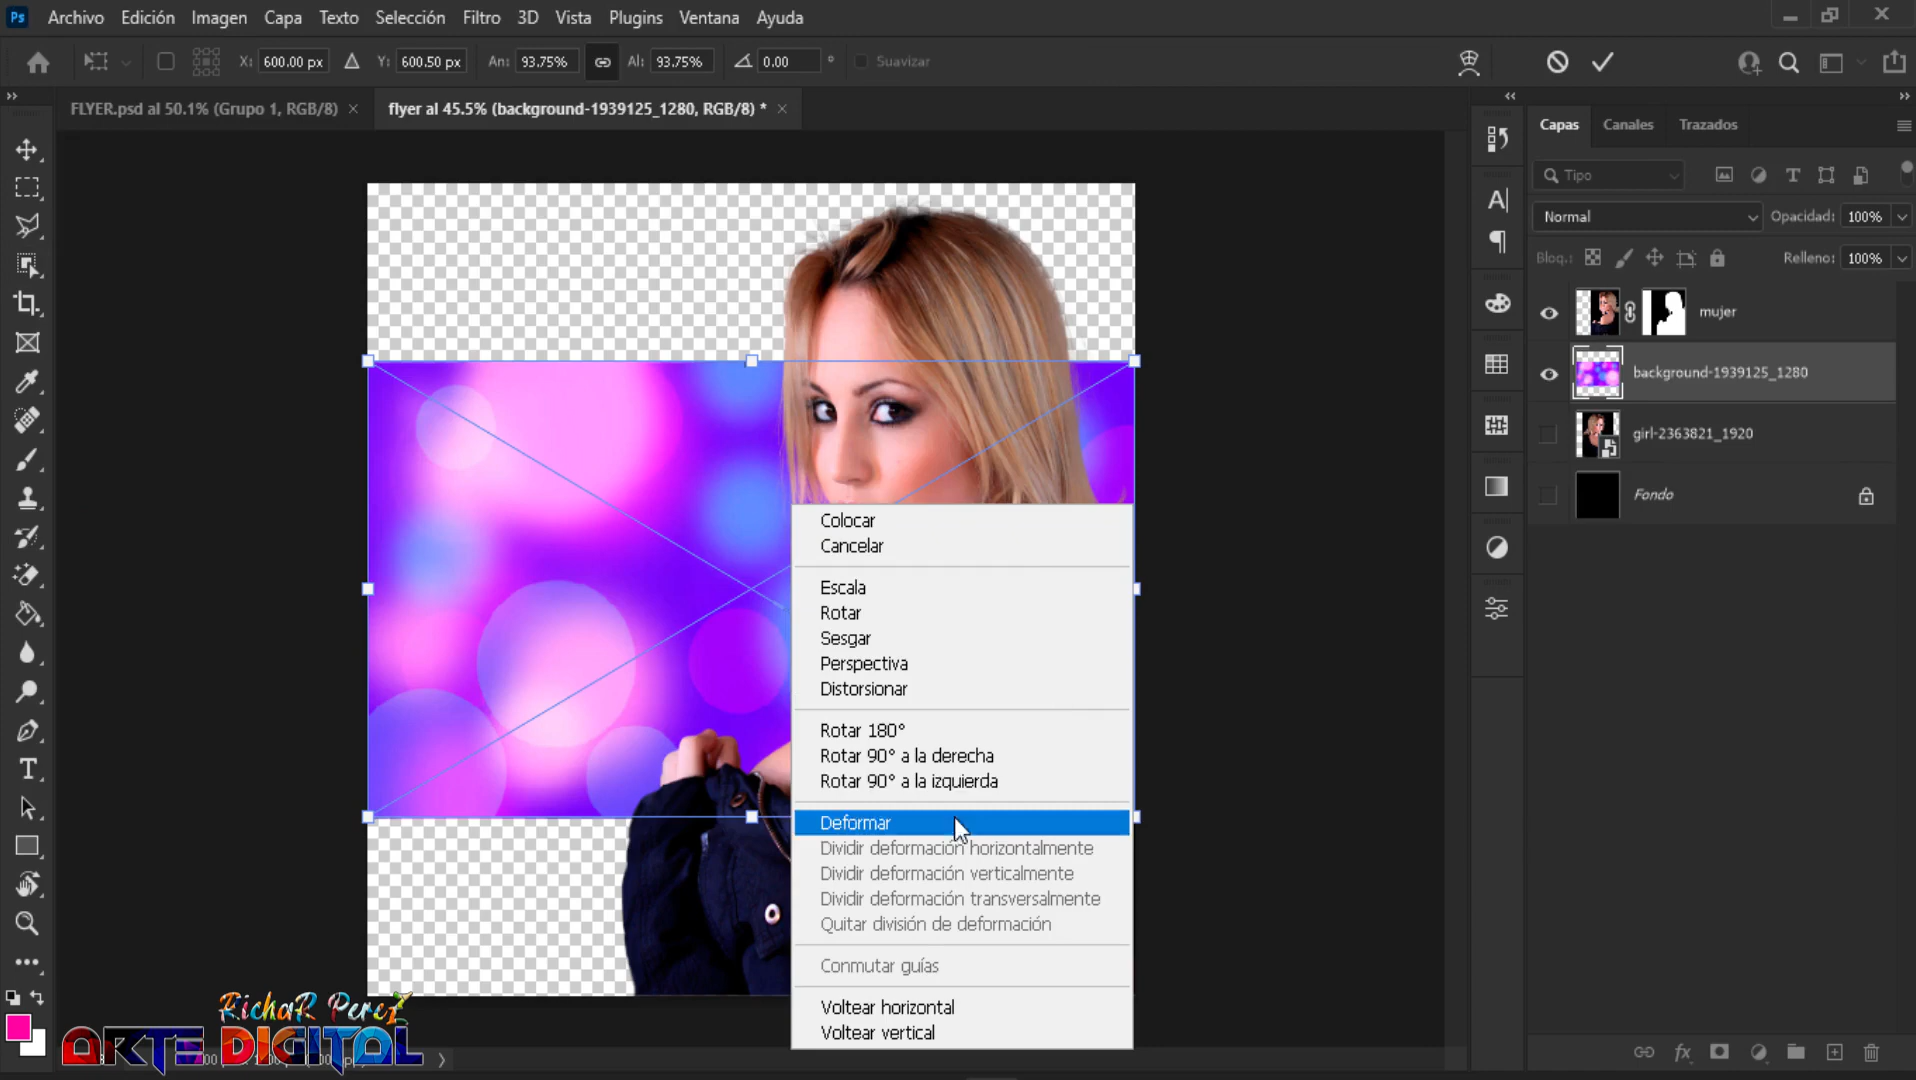 Ps Archivo Edición Imagen Capa Texto Selección Filtro 3D Vista Plugins Ventana Ayuda
X: 600.00 px Y: 600.50 px An: 93.75% Al: 93.75% 0.00 ° Suavizar
FLYER.psd al 50.1% (Grupo 1, RGB/8) × flyer al 45.5% (background-1939125_1280, RGB/8) * ×
Capas Canales Trazados
Tipo
Normal Opacidad: 100%
Bloq.: Relleno: 100%
mujer
background-1939125_1280
girl-2363821_1920
Fondo
Colocar
Cancelar
Escala
Rotar
Sesgar
Perspectiva
Distorsionar
Rotar 180°
Rotar 90° a la derecha
Rotar 90° a la izquierda
Deformar
Dividir deformación horizontalmente
Dividir deformación verticalmente
Dividir deformación transversalmente
Quitar división de deformación
Conmutar guías
Voltear horizontal
Voltear vertical
RichaR PereZ
ARTE DIGITAL